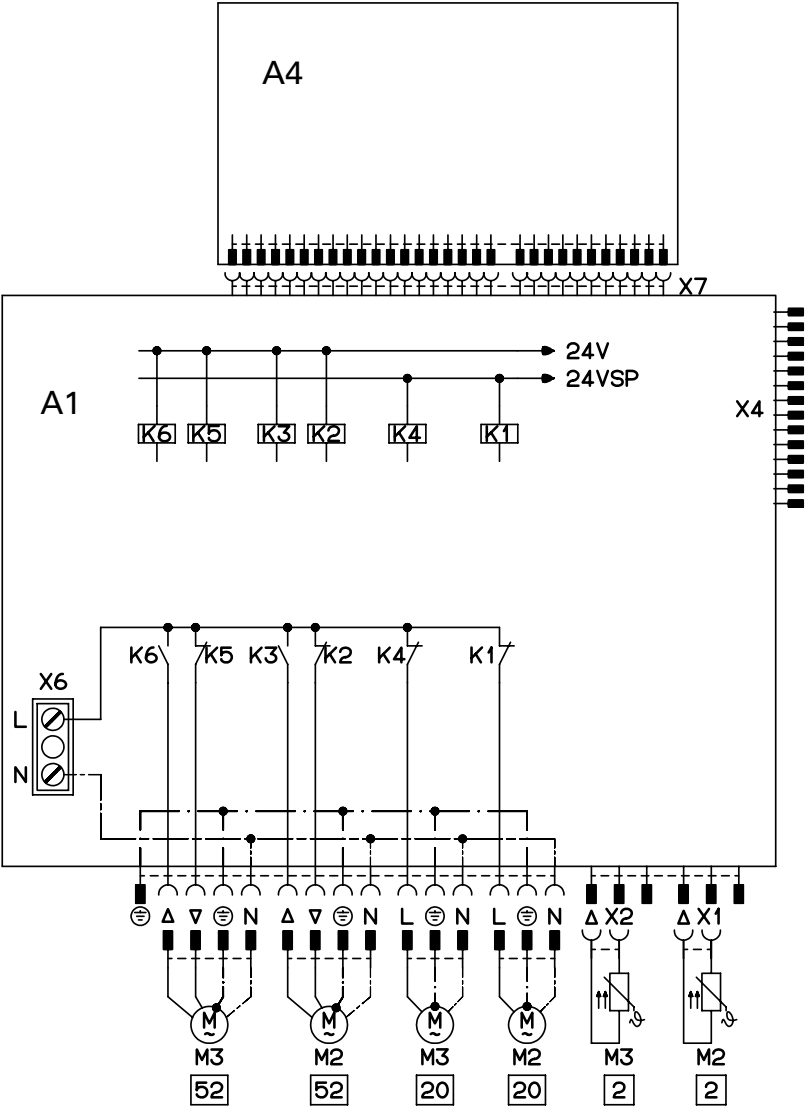 A4
X7
24V
24VSP
A1
X4
K6 K5 K3 K2 K4 K1
K6 K5 K3 K2 K4 K1
X6
L
N
Δ ∇ N Δ ∇ N L N L N Δ X2 Δ X1
M ~ M ~ M ~ M ~ ϑ ϑ
M3 M2 M3 M2 M3 M2
52 52 20 20 2 2